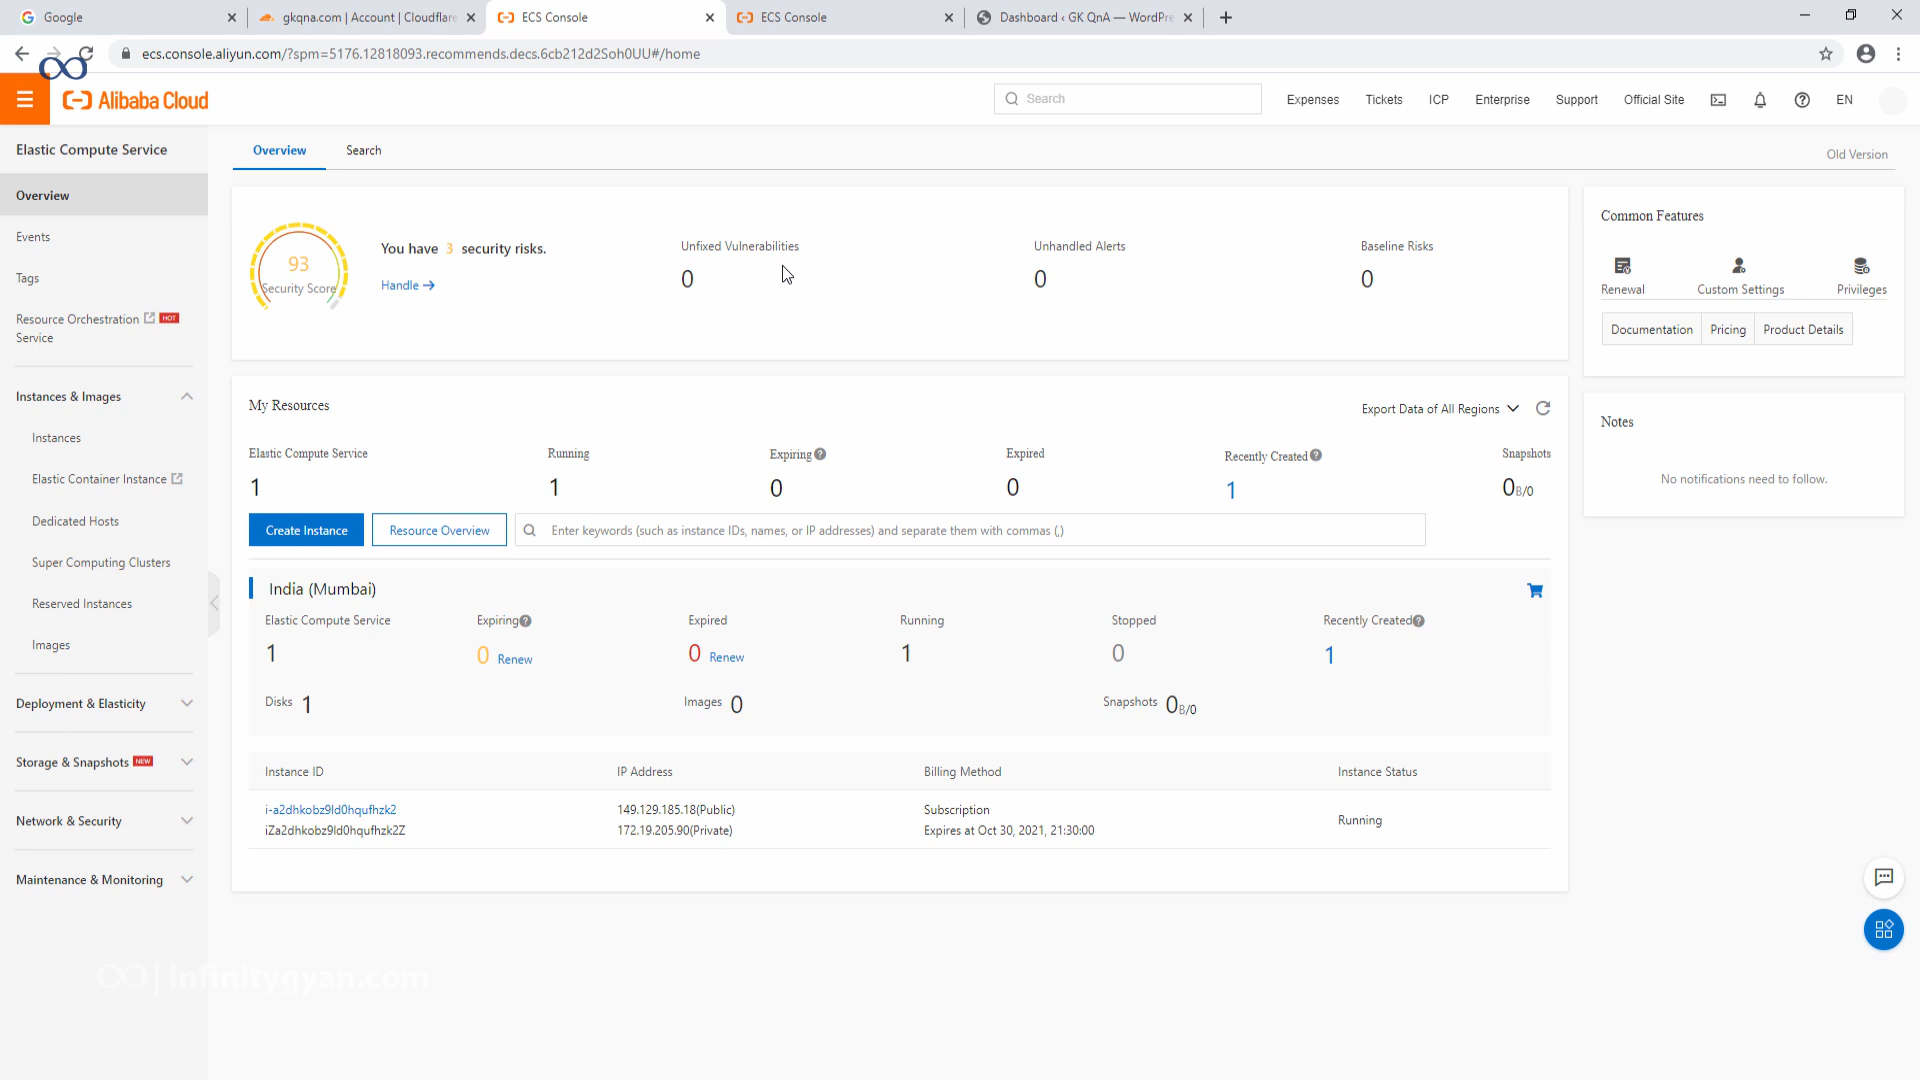 Google
gkqna.com | Account | Cloudflare
ECS Console
ECS Console
Dashboard ‹ GK QnA — WordPre
ecs.console.aliyun.com/?spm=5176.12818093.recommends.decs.6cb212d2Soh0UU#/home
Alibaba Cloud
Search
Expenses
Tickets
ICP
Enterprise
Support
Official Site
EN
Elastic Compute Service
Overview
Events
Tags
Resource Orchestration HOT
Service
Instances & Images
Instances
Elastic Container Instance
Dedicated Hosts
Super Computing Clusters
Reserved Instances
Images
Deployment & Elasticity
Storage & Snapshots NEW
Network & Security
Maintenance & Monitoring
Overview
Search
Old Version
93
Security Score
You have 3 security risks.
Handle →
Unfixed Vulnerabilities
0
Unhandled Alerts
0
Baseline Risks
0
My Resources
Export Data of All Regions
Elastic Compute Service
1
Running
1
Expiring
0
Expired
0
Recently Created
1
Snapshots
0B/0
Create Instance
Resource Overview
Enter keywords (such as instance IDs, names, or IP addresses) and separate them with commas (,)
India (Mumbai)
Elastic Compute Service
1
Expiring
0 Renew
Expired
0 Renew
Running
1
Stopped
0
Recently Created
1
Disks 1
Images 0
Snapshots 0B/0
Instance ID
IP Address
Billing Method
Instance Status
i-a2dhkobz9ld0hqufhzk2
iZa2dhkobz9ld0hqufhzk2Z
149.129.185.18(Public)
172.19.205.90(Private)
Subscription
Expires at Oct 30, 2021, 21:30:00
Running
Common Features
Renewal
Custom Settings
Privileges
Documentation
Pricing
Product Details
Notes
No notifications need to follow.
Infinitygyan.com